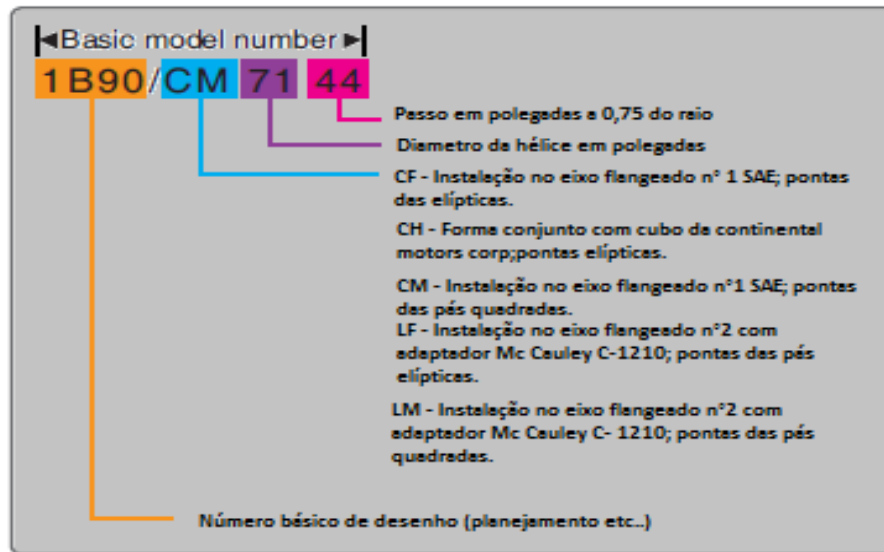 Basic model number
1B90/CM 71 44
Passo em polegadas a 0,75 do raio
Diametro da hélice em polegadas
CF - Instalação no eixo flangeado n° 1 SAE; pontas
das elípticas.
CH - Forma conjunto com cubo da continental
motors corp;pontas elípticas.
CM - Instalação no eixo flangeado n°1 SAE; pontas
das pás quadradas.
LF - Instalação no eixo flangeado n°2 com
adaptador Mc Cauley C-1210; pontas das pás
elípticas.
LM - Instalação no eixo flangeado n°2 com
adaptador Mc Cauley C- 1210; pontas das pás
quadradas.
Número básico de desenho (planejamento etc..)